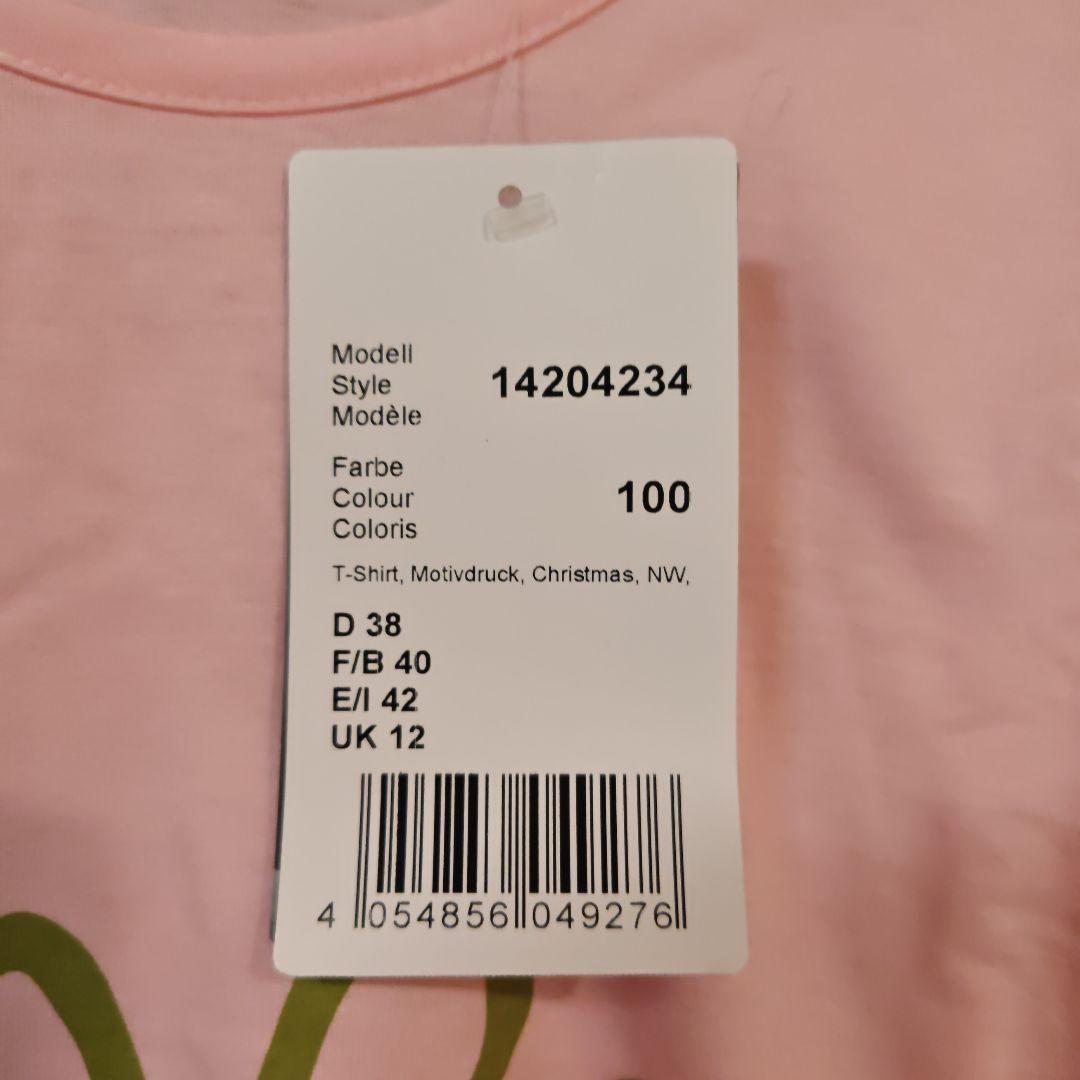 Modell
Style
Modèle
14204234
Farbe
Colour
Coloris
100
T-Shirt, Motivdruck, Christmas, NW,
D 38
F/B 40
E/I 42
UK 12
4 054856 049276